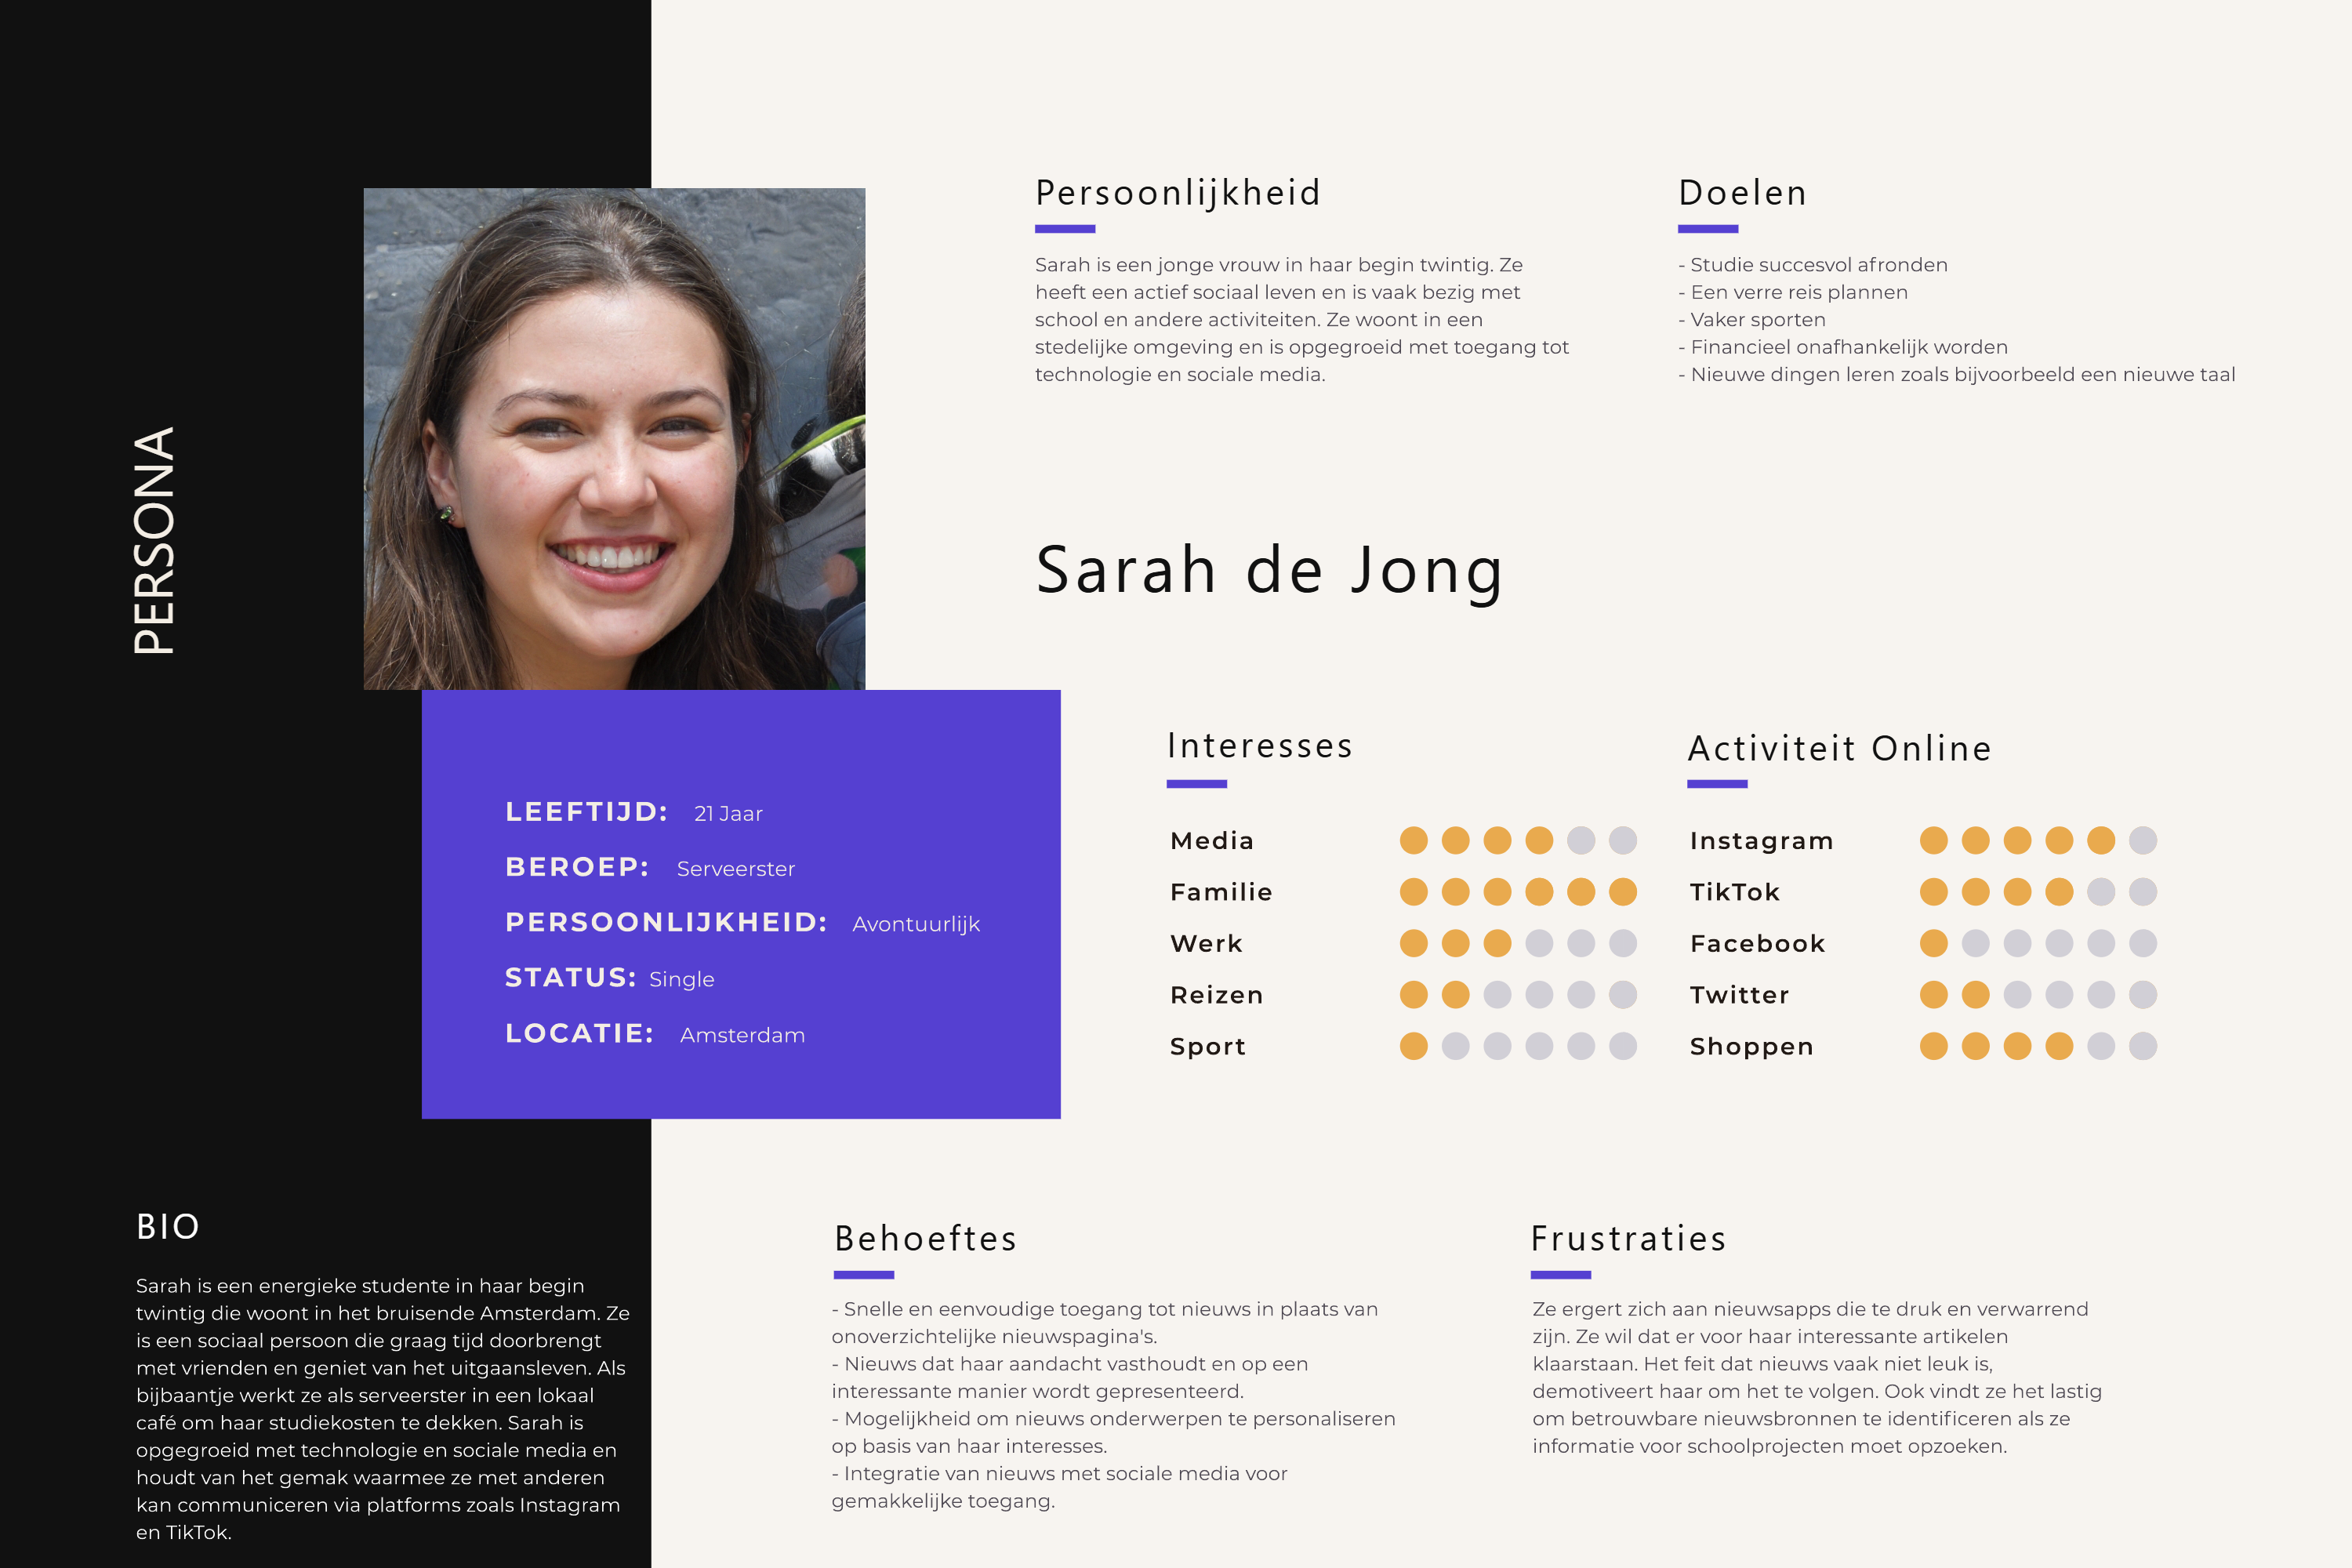 PERSONA
Persoonlijkheid
Sarah is een jonge vrouw in haar begin twintig. Ze
heeft een actief sociaal leven en is vaak bezig met
school en andere activiteiten. Ze woont in een
stedelijke omgeving en is opgegroeid met toegang tot
technologie en sociale media.
Doelen
- Studie succesvol afronden
- Een verre reis plannen
- Vaker sporten
- Financieel onafhankelijk worden
- Nieuwe dingen leren zoals bijvoorbeeld een nieuwe taal
Sarah de Jong
LEEFTIJD: 21 Jaar
BEROEP: Serveerster
PERSOONLIJKHEID: Avontuurlijk
STATUS: Single
LOCATIE: Amsterdam
Interesses
Media
Familie
Werk
Reizen
Sport
Activiteit Online
Instagram
TikTok
Facebook
Twitter
Shoppen
BIO
Sarah is een energieke studente in haar begin
twintig die woont in het bruisende Amsterdam. Ze
is een sociaal persoon die graag tijd doorbrengt
met vrienden en geniet van het uitgaansleven. Als
bijbaantje werkt ze als serveerster in een lokaal
café om haar studiekosten te dekken. Sarah is
opgegroeid met technologie en sociale media en
houdt van het gemak waarmee ze met anderen
kan communiceren via platforms zoals Instagram
en TikTok.
Behoeftes
- Snelle en eenvoudige toegang tot nieuws in plaats van
onoverzichtelijke nieuwspagina's.
- Nieuws dat haar aandacht vasthoudt en op een
interessante manier wordt gepresenteerd.
- Mogelijkheid om nieuws onderwerpen te personaliseren
op basis van haar interesses.
- Integratie van nieuws met sociale media voor
gemakkelijke toegang.
Frustraties
Ze ergert zich aan nieuwsapps die te druk en verwarrend
zijn. Ze wil dat er voor haar interessante artikelen
klaarstaan. Het feit dat nieuws vaak niet leuk is,
demotiveert haar om het te volgen. Ook vindt ze het lastig
om betrouwbare nieuwsbronnen te identificeren als ze
informatie voor schoolprojecten moet opzoeken.